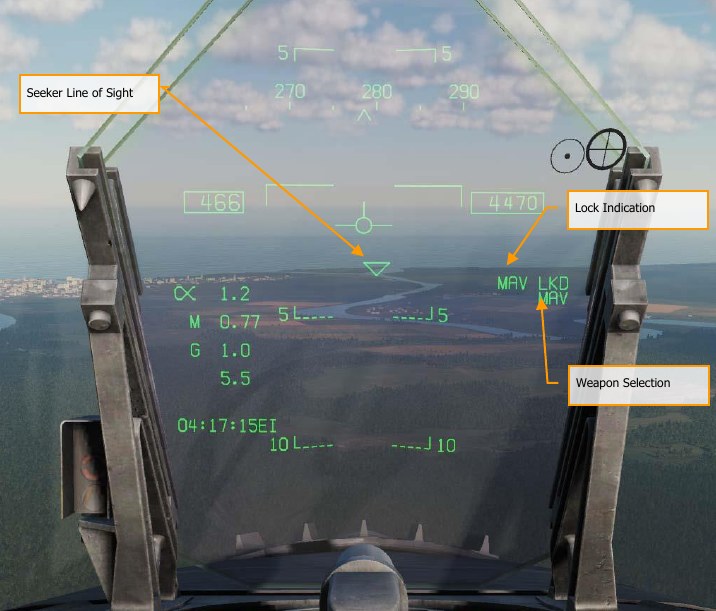 5 5
270 280 290
Seeker Line of Sight
466 4470
Lock Indication
MAV LKD
MAV
α 1.2
M 0.77
5 5
G 1.0
5.5
Weapon Selection
04:17:15EI
10 10